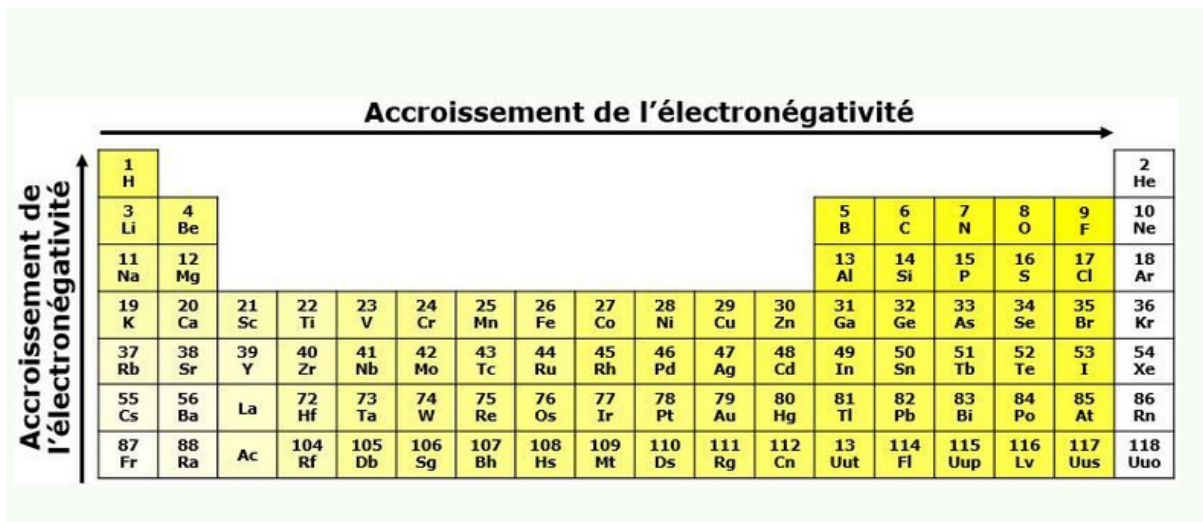 Accroissement de l'électronégativité
Accroissement de
l'électronégativité
1 2
H He
3 4 5 6 7 8 9 10
Li Be B C N O F Ne
11 12 13 14 15 16 17 18
Na Mg Al Si P S Cl Ar
19 20 21 22 23 24 25 26 27 28 29 30 31 32 33 34 35 36
K Ca Sc Ti V Cr Mn Fe Co Ni Cu Zn Ga Ge As Se Br Kr
37 38 39 40 41 42 43 44 45 46 47 48 49 50 51 52 53 54
Rb Sr Y Zr Nb Mo Tc Ru Rh Pd Ag Cd In Sn Tb Te I Xe
55 56 La 72 73 74 75 76 77 78 79 80 81 82 83 84 85 86
Cs Ba Hf Ta W Re Os Ir Pt Au Hg Tl Pb Bi Po At Rn
87 88 Ac 104 105 106 107 108 109 110 111 112 13 114 115 116 117 118
Fr Ra Rf Db Sg Bh Hs Mt Ds Rg Cn Uut Fl Uup Lv Uus Uuo